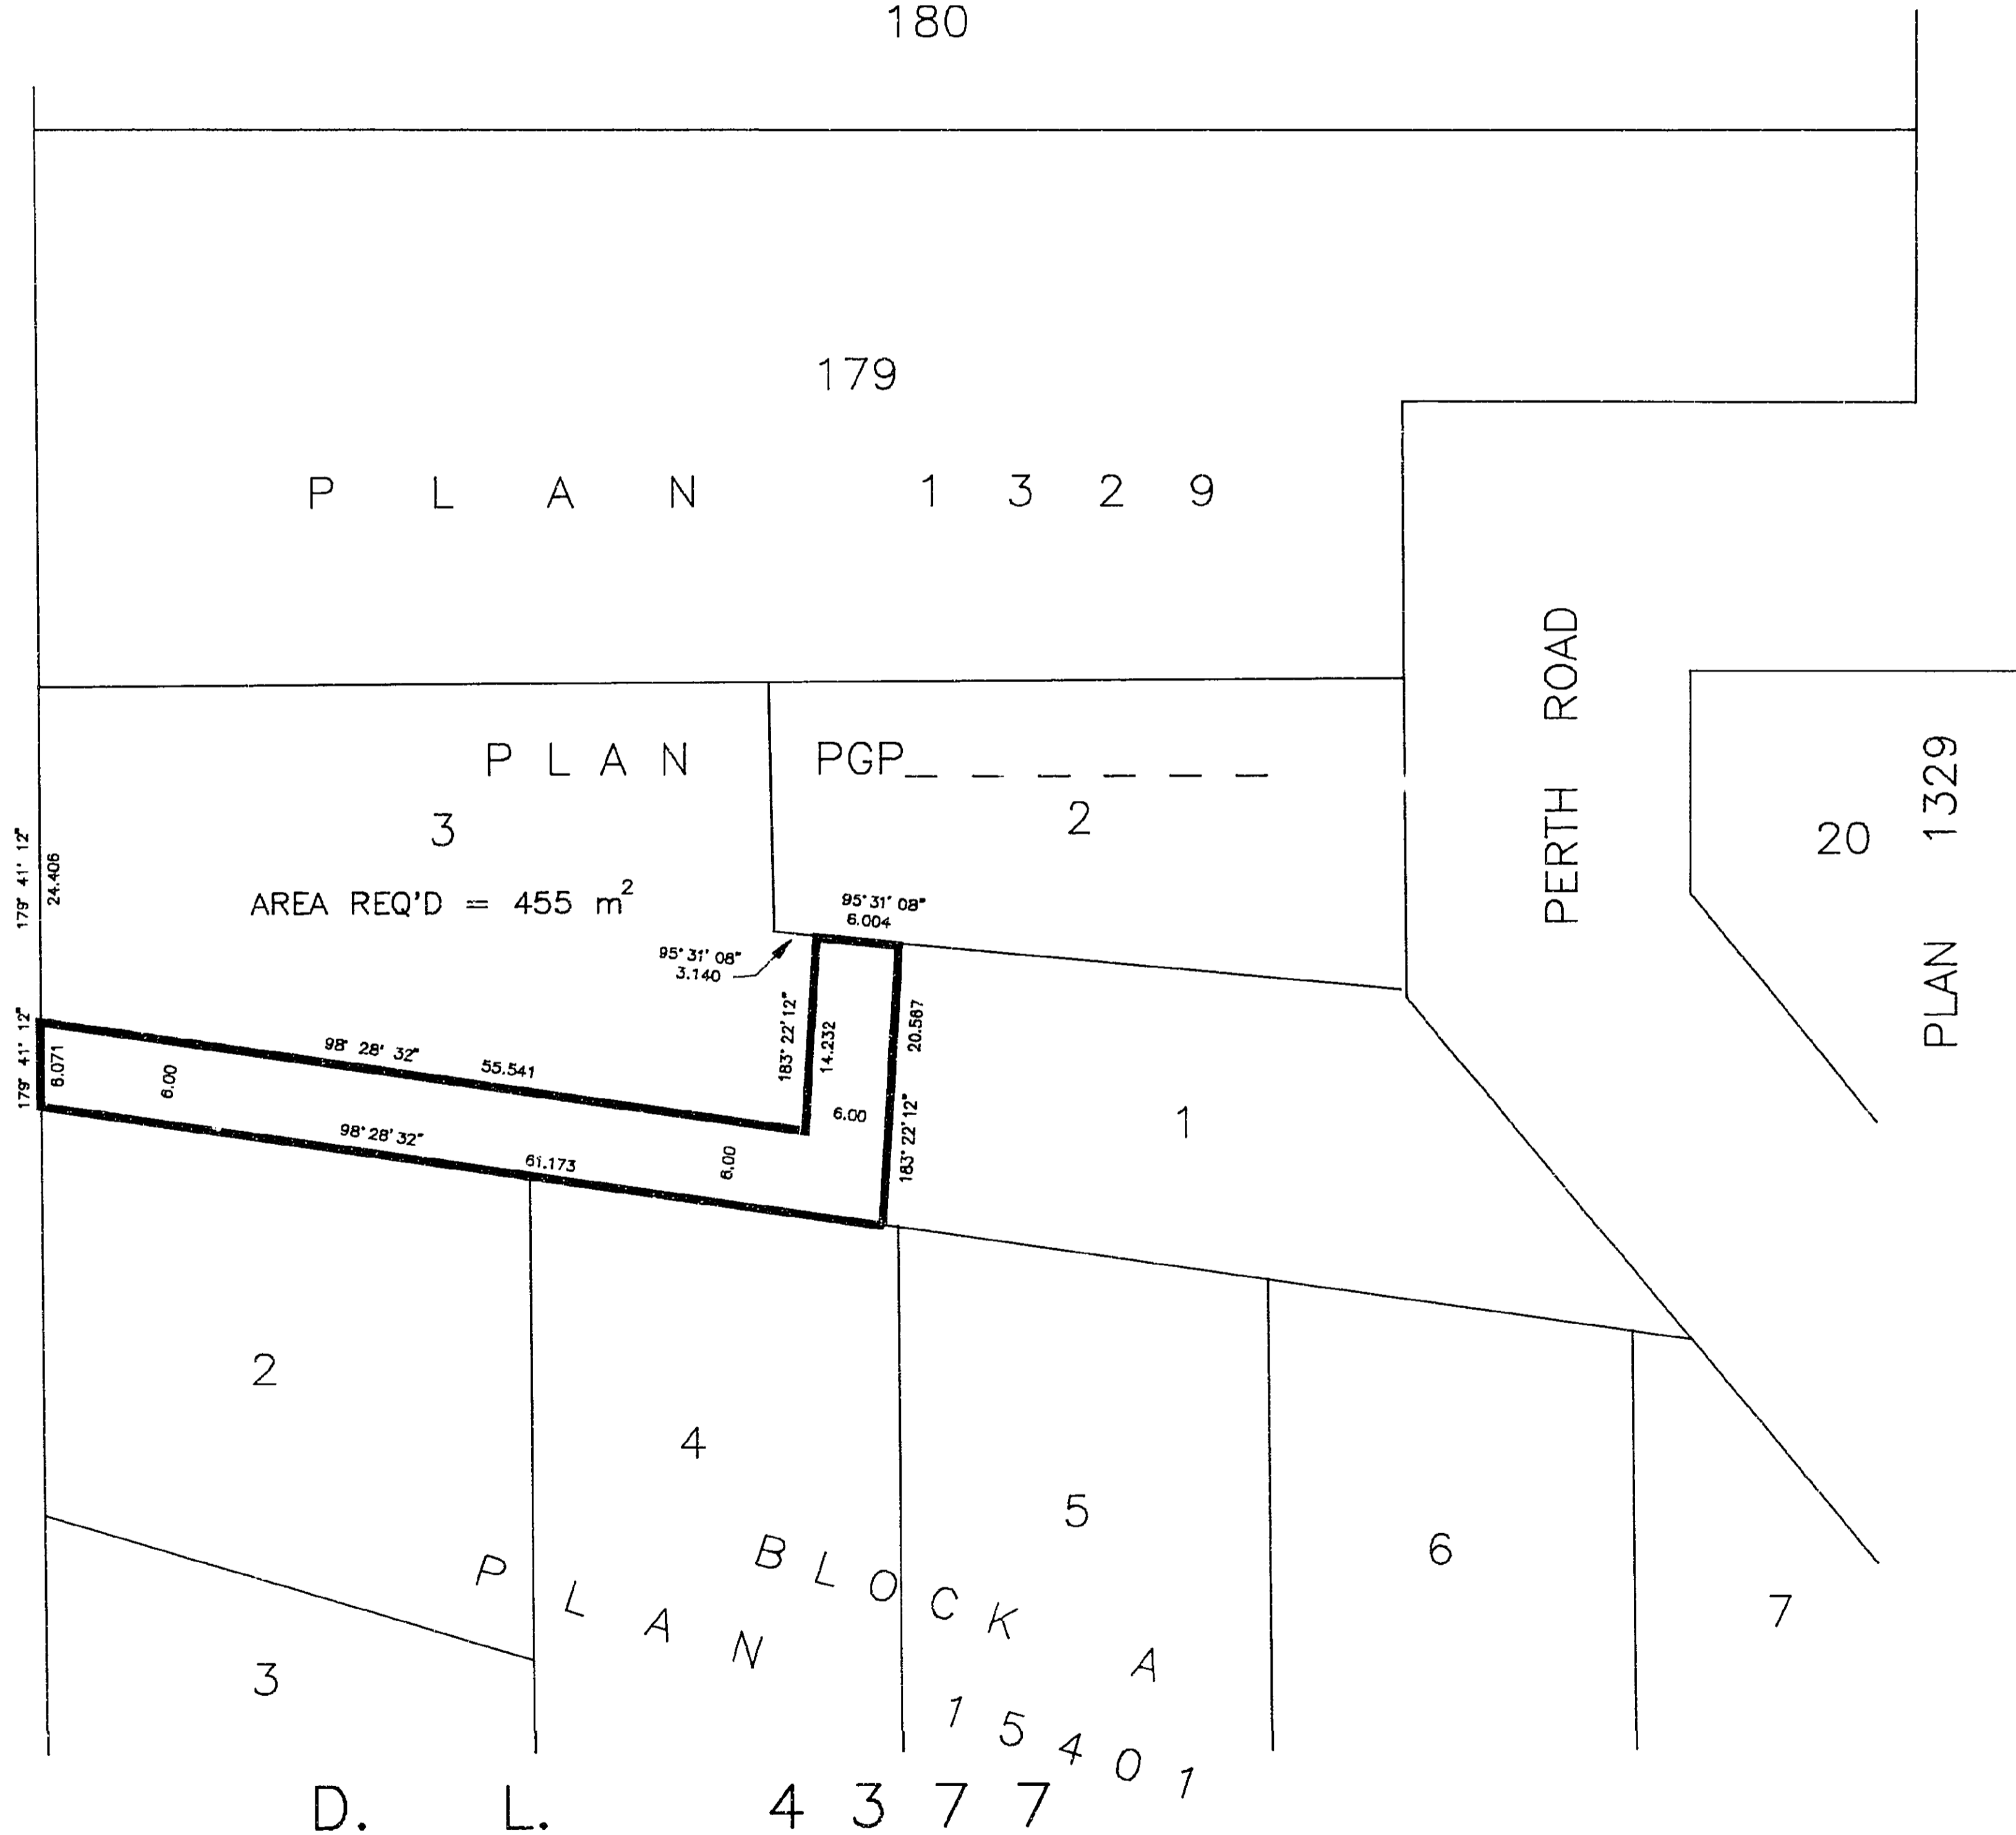 180
179
P L A N 1 3 2 9
PERTH ROAD
P L A N PGP_ _ _ _ _ _ _
3
2
20
PLAN 1329
AREA REQ'D = 455 m²
179° 41' 12"
24.406
95° 31' 08"
6.004
95° 31' 08"
3.140
179° 41' 12"
6.071
6.00
98° 28' 32"
55.541
183° 22' 12"
14.232
20.587
183° 22' 12"
6.00
1
98° 28' 32"
61.173
6.00
2
4
5
6
7
3
B L O C K A
P L A N 1 5 4 0 1
D. L. 4 3 7 7